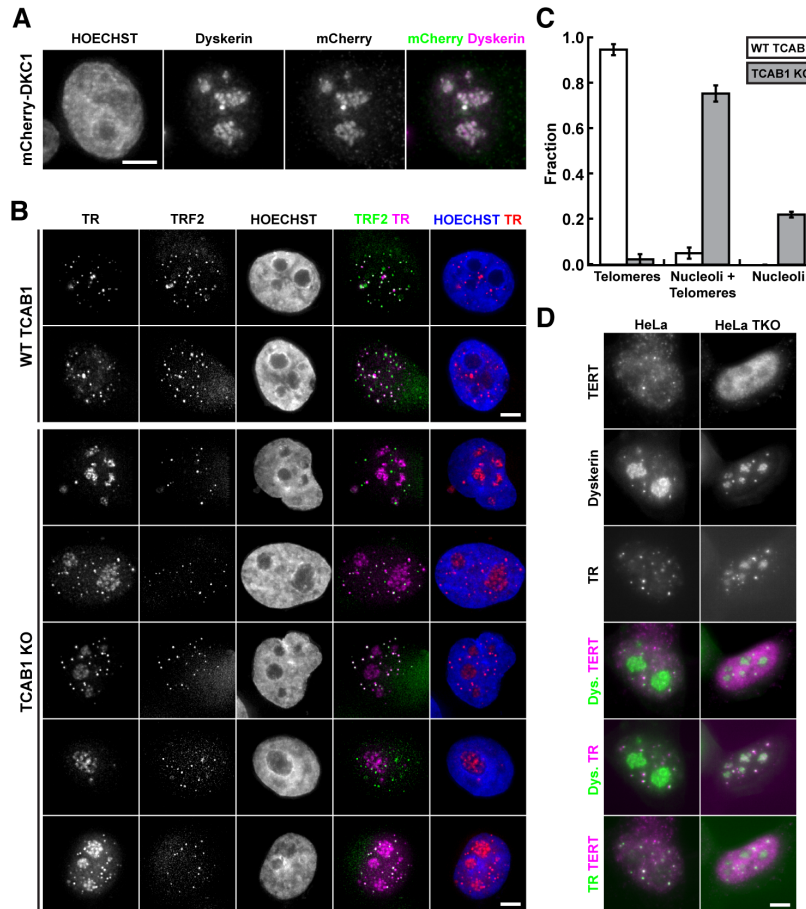 A
HOECHST Dyskerin mCherry mCherry Dyskerin
mCherry-DKC1
B
TR TRF2 HOECHST TRF2 TR HOECHST TR
WT TCAB1
TCAB1 KO
C
WT TCAB
TCAB1 KO
Fraction
1.0
0.8
0.6
0.4
0.2
0.0
Telomeres Nucleoli + Nucleoli
Telomeres
D
HeLa HeLa TKO
TERT
Dyskerin
TR
Dys. TERT
Dys. TR
TR TERT